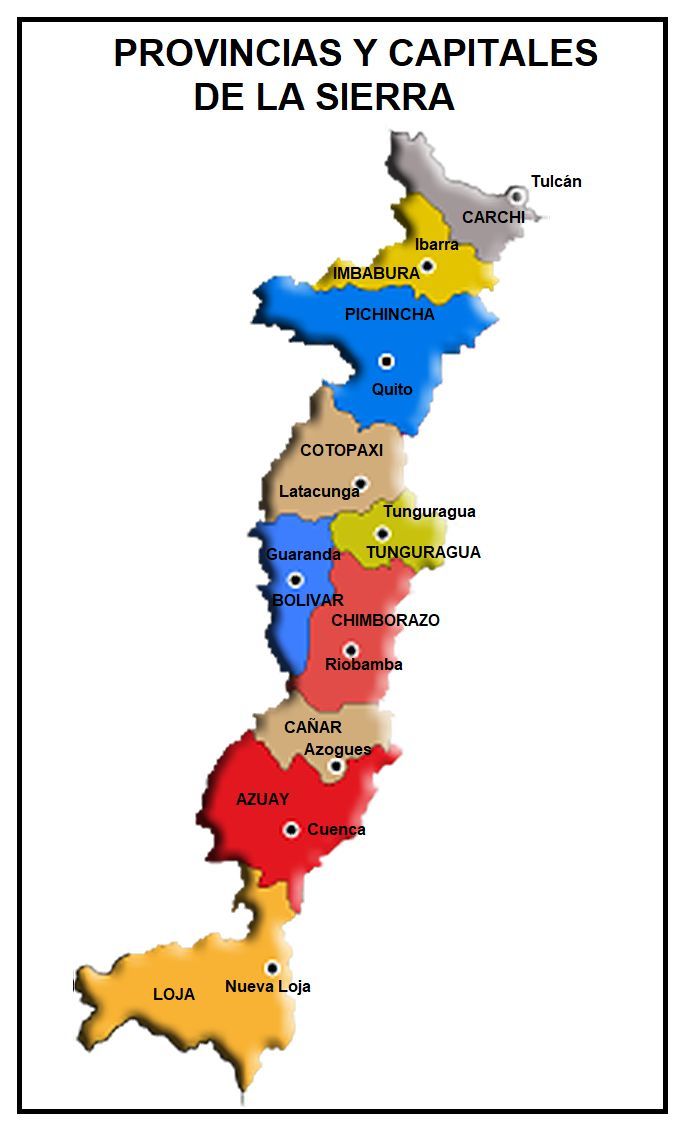 PROVINCIAS Y CAPITALES
DE LA SIERRA
Tulcán
CARCHI
Ibarra
IMBABURA
PICHINCHA
Quito
COTOPAXI
Latacunga
Tunguragua
TUNGURAGUA
Guaranda
BOLIVAR
CHIMBORAZO
Riobamba
CAÑAR
Azogues
AZUAY
Cuenca
Nueva Loja
LOJA